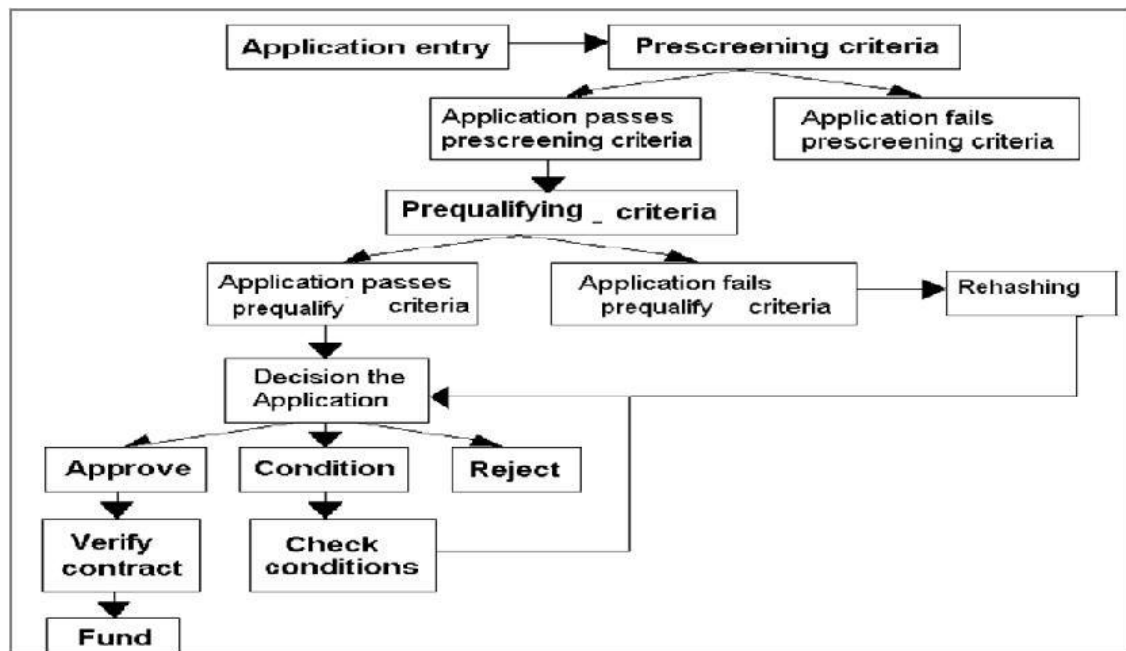 Application entry
Prescreening criteria
Application passes
prescreening criteria
Application fails
prescreening criteria
Prequalifying _ criteria
Application passes
prequalify criteria
Application fails
prequalify criteria
Rehashing
Decision the
Application
Approve
Condition
Reject
Verify
contract
Check
conditions
Fund